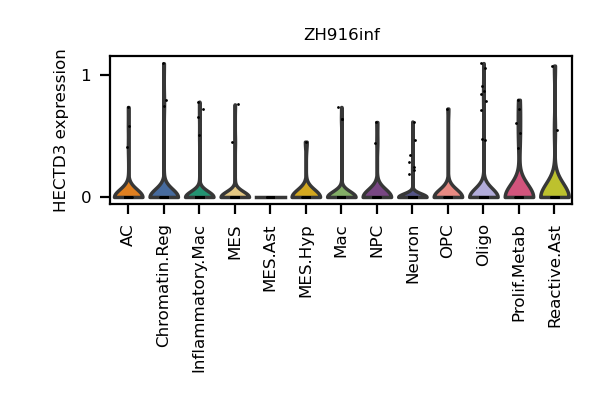 ZH916inf
HECTD3 expression
1
0
AC
Chromatin.Reg
Inflammatory.Mac
MES
MES.Ast
MES.Hyp
Mac
NPC
Neuron
OPC
Oligo
Prolif.Metab
Reactive.Ast